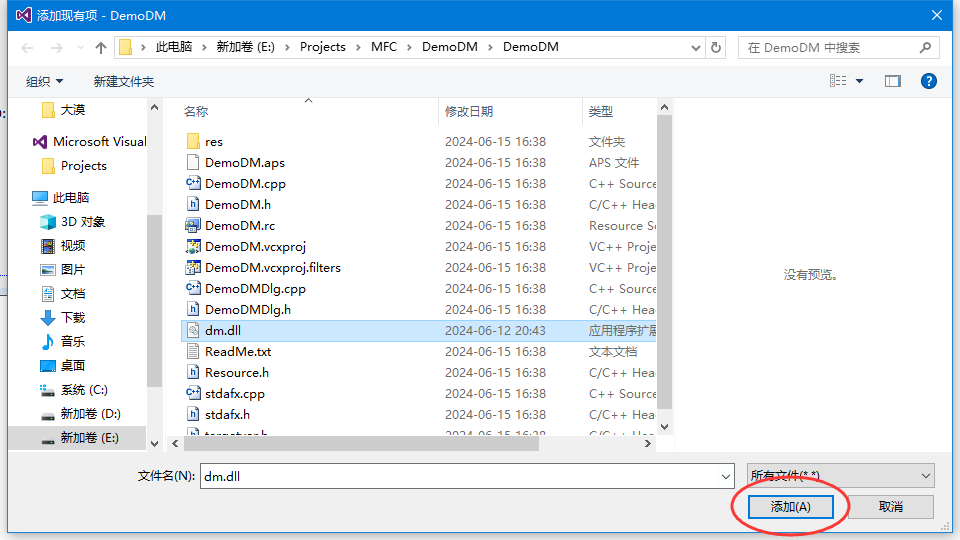 添加现有项 - DemoDM
此电脑 新加卷 (E:) Projects MFC DemoDM DemoDM
在 DemoDM 中搜索
组织 新建文件夹
大漠
Microsoft Visual
Projects
此电脑
3D 对象
视频
图片
文档
下载
音乐
桌面
系统 (C:)
新加卷 (D:)
新加卷 (E:)
名称 修改日期 类型
res 2024-06-15 16:38 文件夹
DemoDM.aps 2024-06-15 16:38 APS 文件
DemoDM.cpp 2024-06-15 16:38 C++ Source
DemoDM.h 2024-06-15 16:38 C/C++ Hea
DemoDM.rc 2024-06-15 16:38 Resource Sc
DemoDM.vcxproj 2024-06-15 16:38 VC++ Proje
DemoDM.vcxproj.filters 2024-06-15 16:38 VC++ Proje
DemoDMDlg.cpp 2024-06-15 16:38 C++ Source
DemoDMDlg.h 2024-06-15 16:38 C/C++ Hea
dm.dll 2024-06-12 20:43 应用程序扩展
ReadMe.txt 2024-06-15 16:38 文本文档
Resource.h 2024-06-15 16:38 C/C++ Hea
stdafx.cpp 2024-06-15 16:38 C++ Source
stdafx.h 2024-06-15 16:38 C/C++ Hea
targetver.h 2024-06-15 16:38 C/C++ Hea
没有预览。
文件名(N): dm.dll
所有文件(*.*)
添加(A) 取消